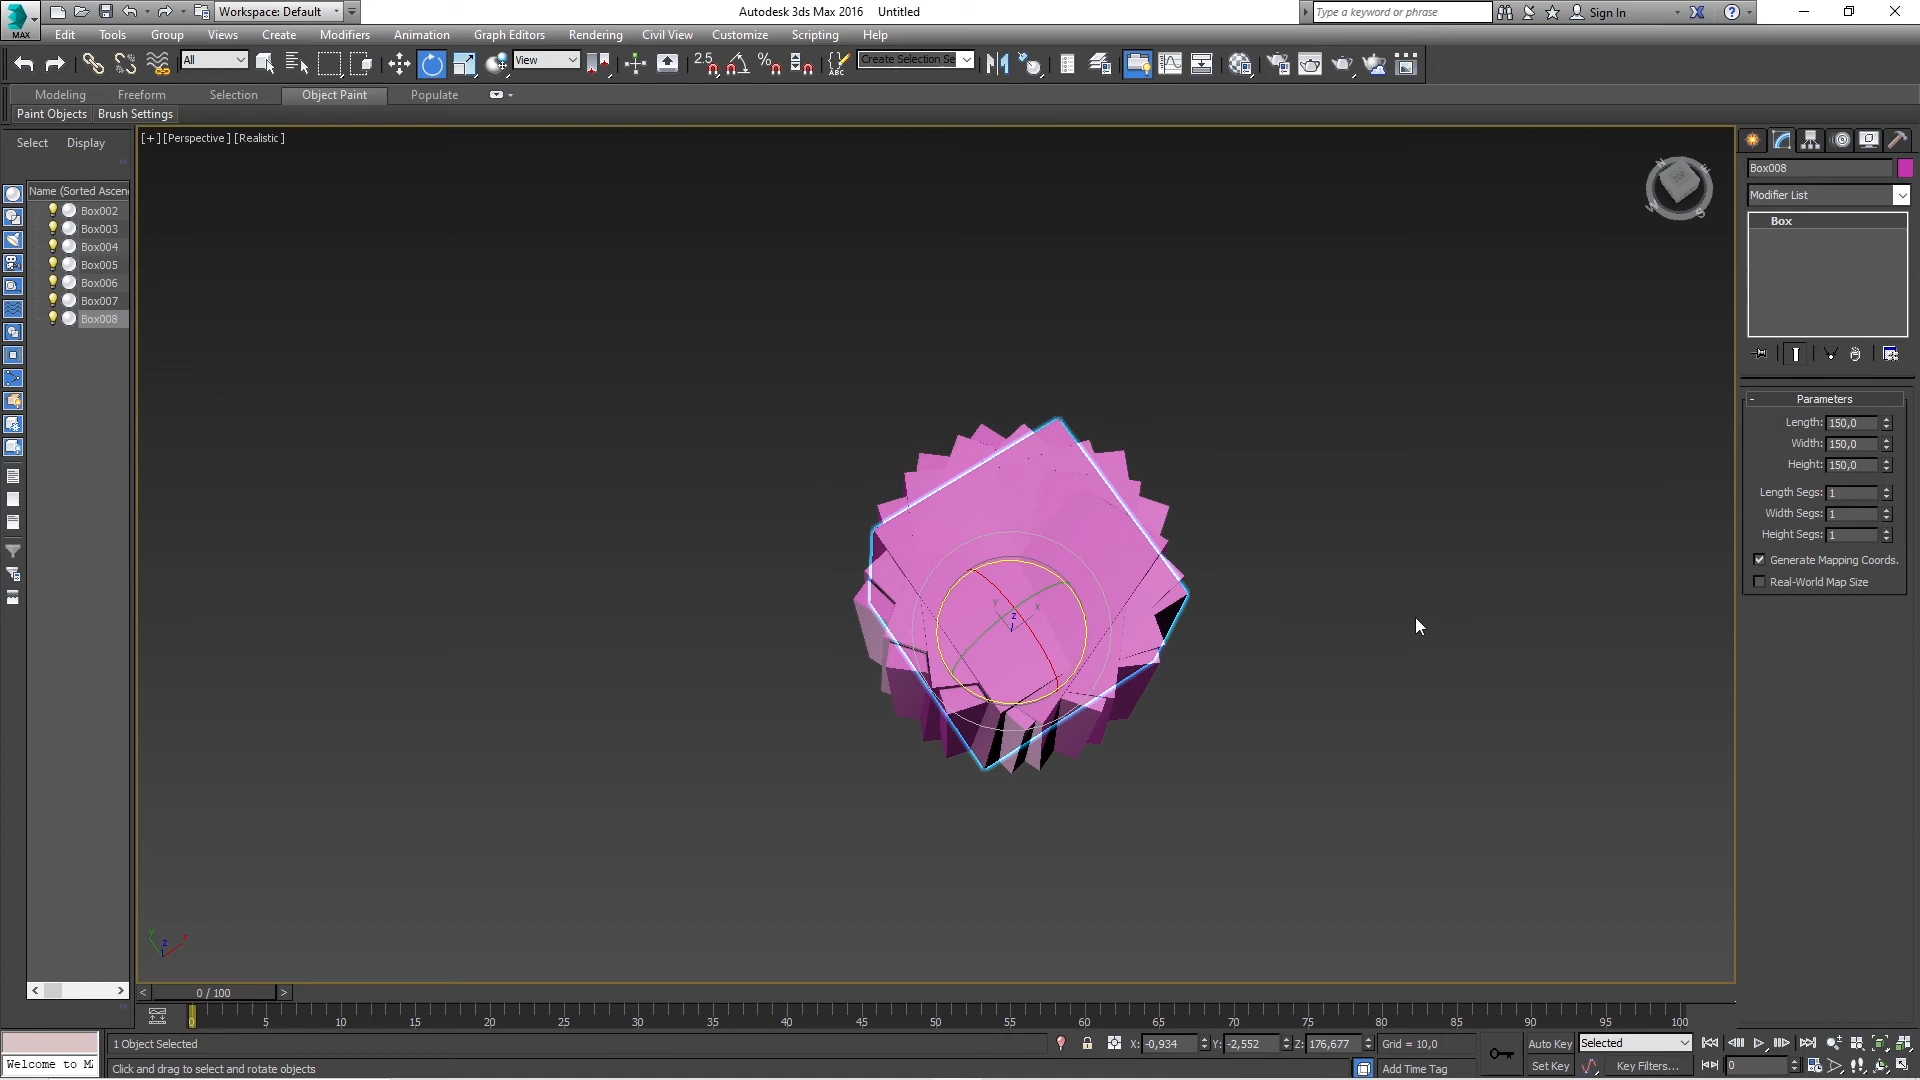 MAX
Workspace: Default
Autodesk 3ds Max 2016 Untitled
Type a keyword or phrase
Sign In
Edit Tools Group Views Create Modifiers Animation Graph Editors Rendering Civil View Customize Scripting Help
All
View
2.5
ABC
Create Selection Se
Modeling Freeform Selection Object Paint Populate
Paint Objects Brush Settings
Select Display
[+][Perspective][Realistic]
Name (Sorted Ascen
Box002
Box003
Box004
Box005
Box006
Box007
Box008
Box008
Modifier List
Box
- Parameters
Length: 150,0
Width: 150,0
Height: 150,0
Length Segs: 1
Width Segs: 1
Height Segs: 1
Generate Mapping Coords.
Real-World Map Size
TOP
N
W
S
y x
z
y
z x
< 0 / 100 >
0 5 10 15 20 25 30 35 40 45 50 55 60 65 70 75 80 85 90 95 100
1 Object Selected
X: -0,934 Y: -2,552 Z: 176,677 Grid = 10,0
Auto Key Selected
Welcome to M
Click and drag to select and rotate objects
Add Time Tag
Set Key Key Filters... 0